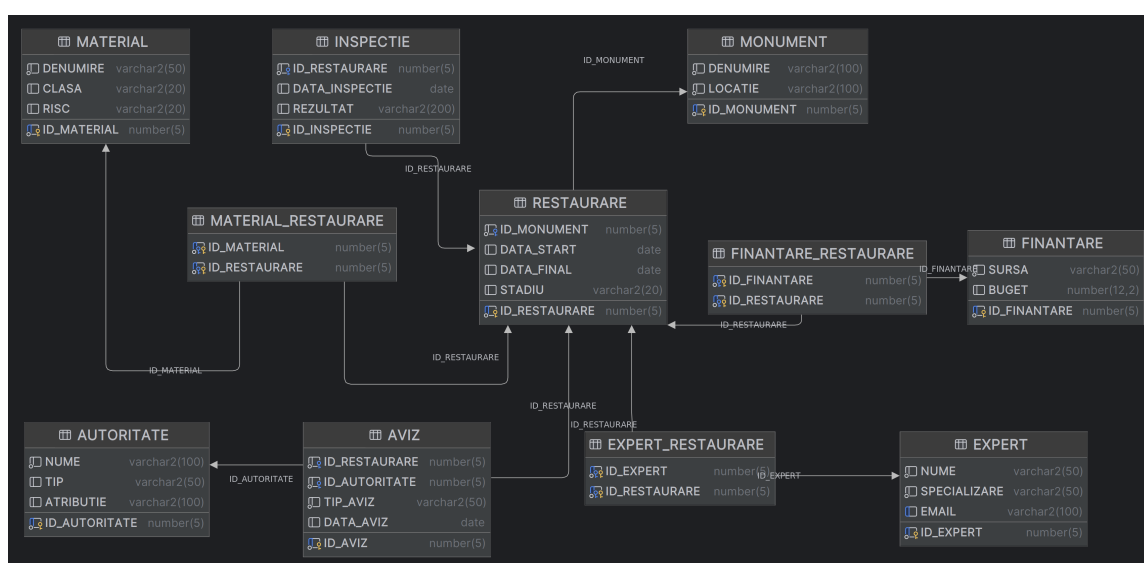 MATERIAL
DENUMIRE varchar2(50)
CLASA varchar2(20)
RISC varchar2(20)
ID_MATERIAL number(5)
INSPECTIE
ID_RESTAURARE number(5)
DATA_INSPECTIE date
REZULTAT varchar2(200)
ID_INSPECTIE number(5)
MONUMENT
DENUMIRE varchar2(100)
LOCATIE varchar2(100)
ID_MONUMENT number(5)
ID_MONUMENT
ID_RESTAURARE
MATERIAL_RESTAURARE
ID_MATERIAL number(5)
ID_RESTAURARE number(5)
RESTAURARE
ID_MONUMENT number(5)
DATA_START date
DATA_FINAL date
STADIU varchar2(20)
ID_RESTAURARE number(5)
FINANTARE_RESTAURARE
ID_FINANTARE number(5)
ID_RESTAURARE number(5)
ID_FINANTARE
FINANTARE
SURSA varchar2(50)
BUGET number(12,2)
ID_FINANTARE number(5)
ID_RESTAURARE
ID_RESTAURARE
ID_MATERIAL
ID_RESTAURARE
ID_RESTAURARE
AUTORITATE
NUME varchar2(100)
TIP varchar2(50)
ATRIBUTIE varchar2(100)
ID_AUTORITATE number(5)
ID_AUTORITATE
AVIZ
ID_RESTAURARE number(5)
ID_AUTORITATE number(5)
TIP_AVIZ varchar2(50)
DATA_AVIZ date
ID_AVIZ number(5)
EXPERT_RESTAURARE
ID_EXPERT number(5)
ID_RESTAURARE number(5)
ID_EXPERT
EXPERT
NUME varchar2(50)
SPECIALIZARE varchar2(50)
EMAIL varchar2(100)
ID_EXPERT number(5)